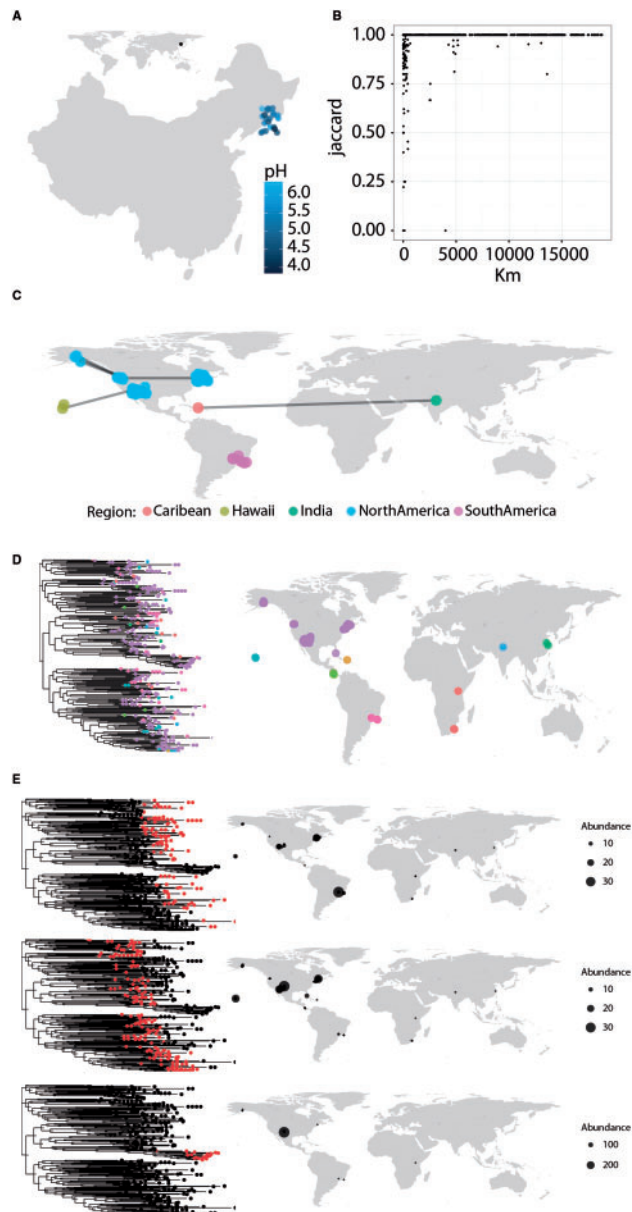 A
pH
6.0
5.5
5.0
4.5
4.0
B
jaccard
1.00
0.75
0.50
0.25
0.00
0 5000 10000 15000
Km
C
Region: Caribean Hawaii India NorthAmerica SouthAmerica
D
E
Abundance
10
20
30
Abundance
10
20
30
Abundance
100
200